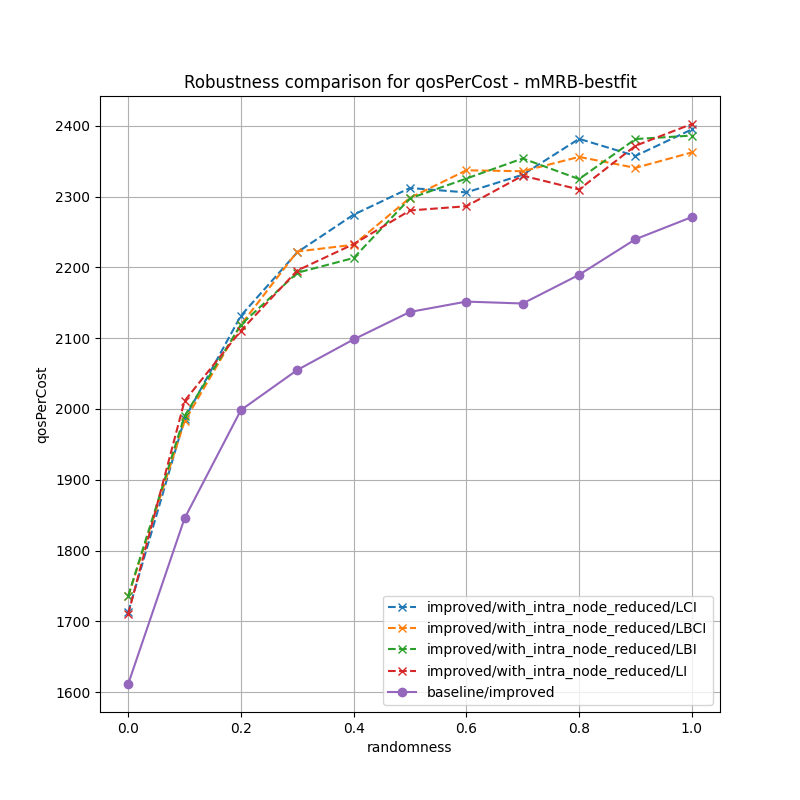 Robustness comparison for qosPerCost - mMRB-bestfit
qosPerCost
2400
2300
2200
2100
2000
1900
1800
1700
1600
0.0 0.2 0.4 0.6 0.8 1.0
randomness
improved/with_intra_node_reduced/LCI
improved/with_intra_node_reduced/LBCI
improved/with_intra_node_reduced/LBI
improved/with_intra_node_reduced/LI
baseline/improved